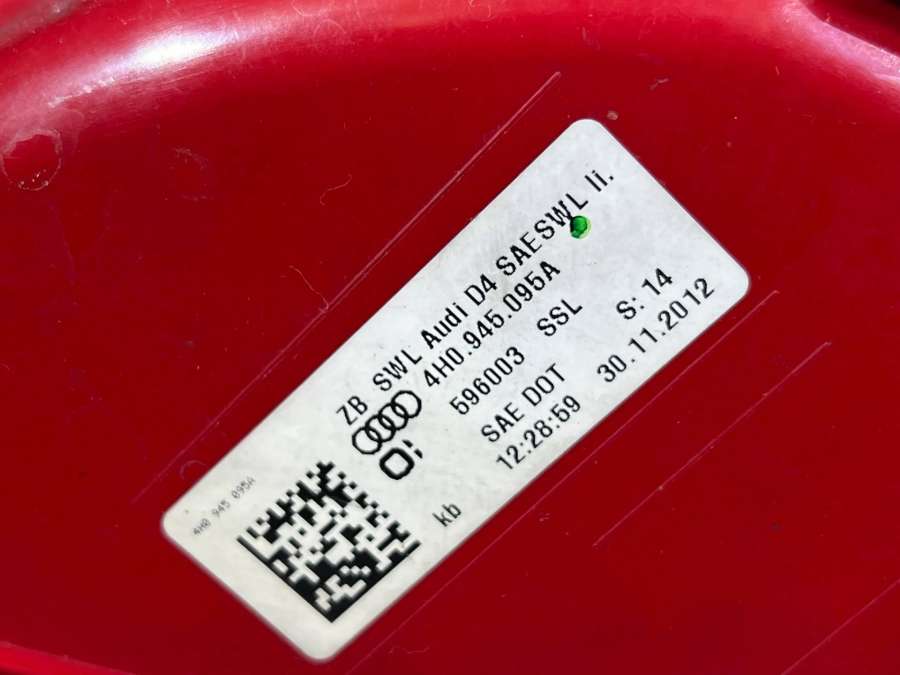 ZB SWL Audi D4 SAESWL li.
4H0.945.095A
596003 SSL S: 14
SAE DOT
12:28:59 30.11.2012
kb
4H0 945 095A